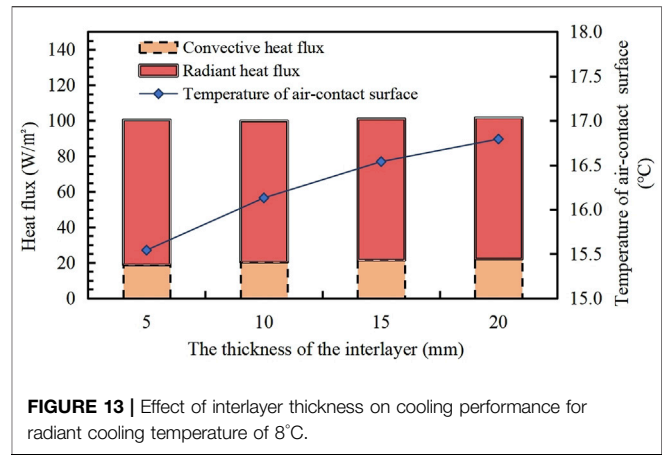 Convective heat flux
Radiant heat flux
Temperature of air-contact surface
Heat flux (W/m²)
140
120
100
80
60
40
20
0
18.0
17.5
17.0
16.5
16.0
15.5
15.0
Temperature of air-contact surface
(°C)
5 10 15 20
The thickness of the interlayer (mm)
FIGURE 13 | Effect of interlayer thickness on cooling performance for
radiant cooling temperature of 8°C.